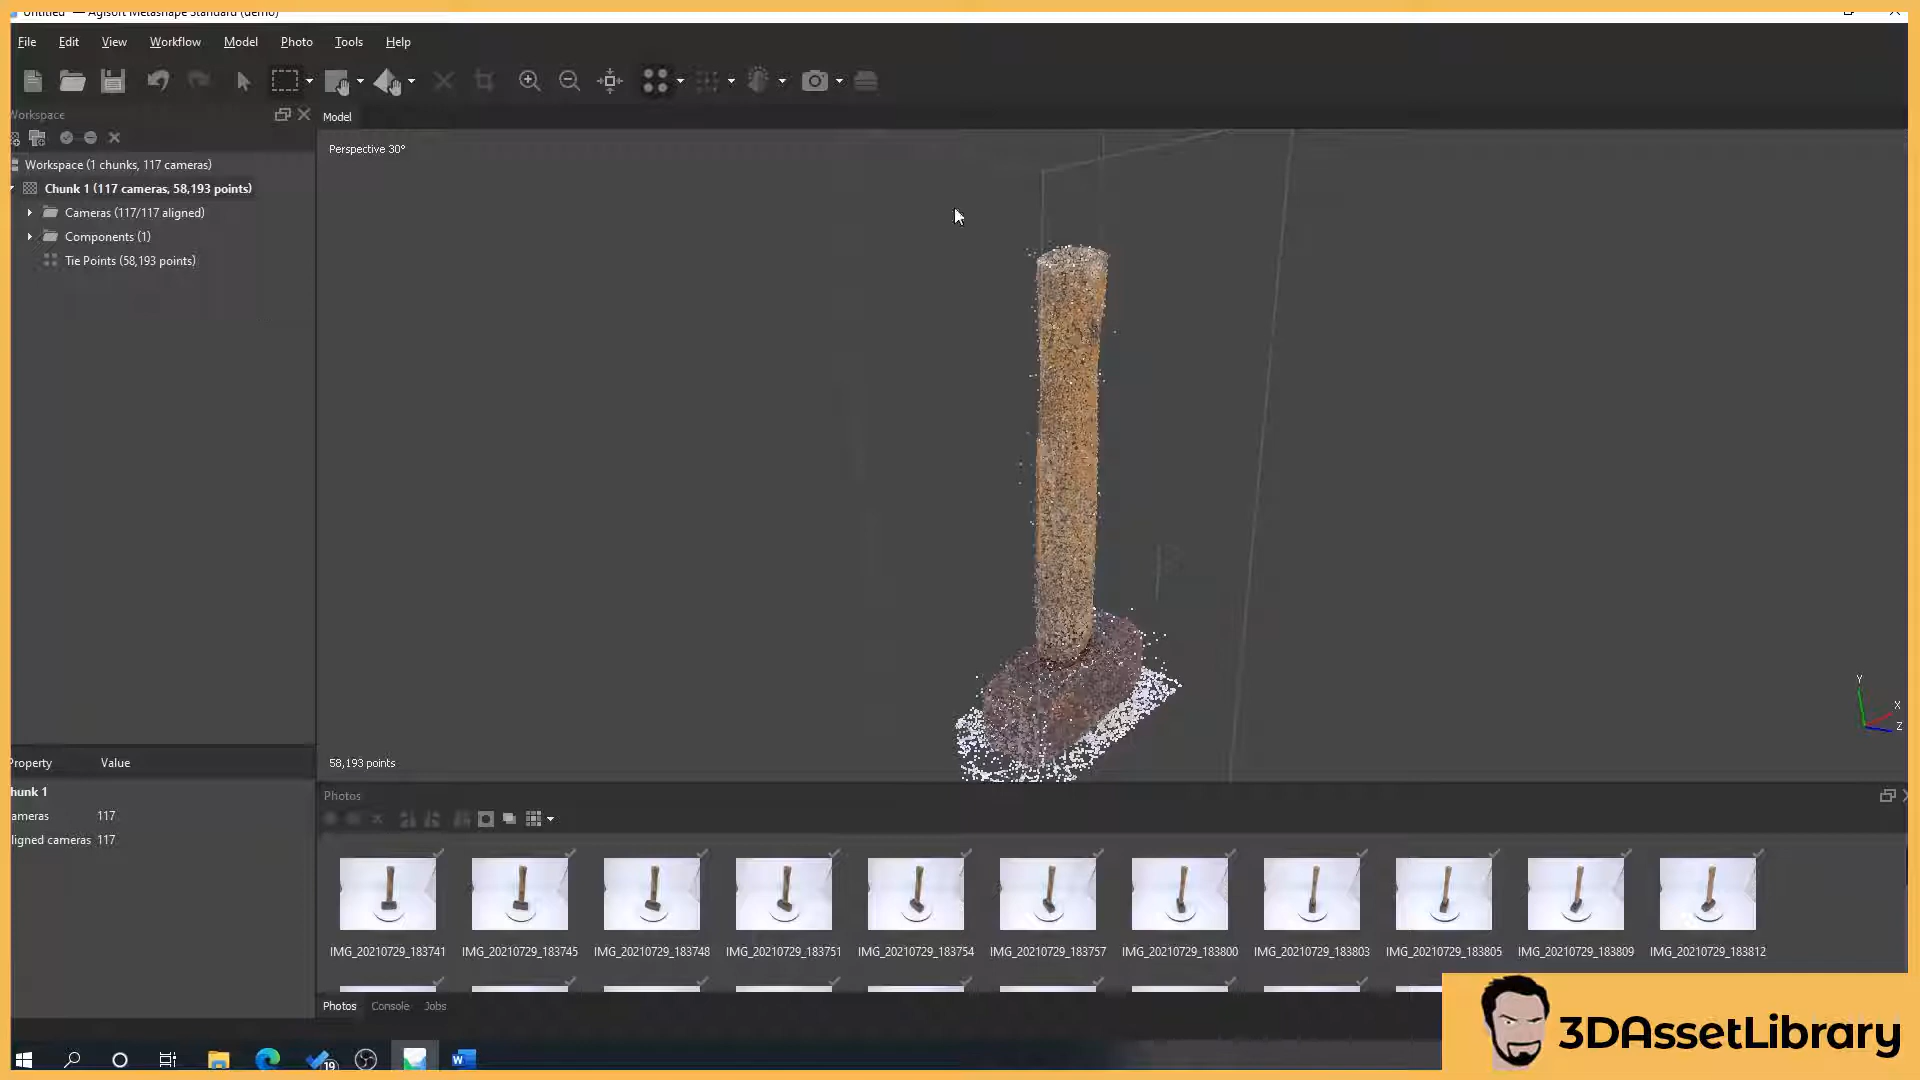 Untitled — Agisoft Metashape Standard (demo)
File Edit View Workflow Model Photo Tools Help
Workspace
Model
Perspective 30°
Workspace (1 chunks, 117 cameras)
Chunk 1 (117 cameras, 58,193 points)
Cameras (117/117 aligned)
Components (1)
Tie Points (58,193 points)
Y
X
Z
58,193 points
Property Value
hunk 1
ameras 117
ligned cameras 117
Photos
IMG_20210729_183741 IMG_20210729_183745 IMG_20210729_183748 IMG_20210729_183751 IMG_20210729_183754 IMG_20210729_183757 IMG_20210729_183800 IMG_20210729_183803 IMG_20210729_183805 IMG_20210729_183809 IMG_20210729_183812
Photos Console Jobs
19
W
3DAssetLibrary